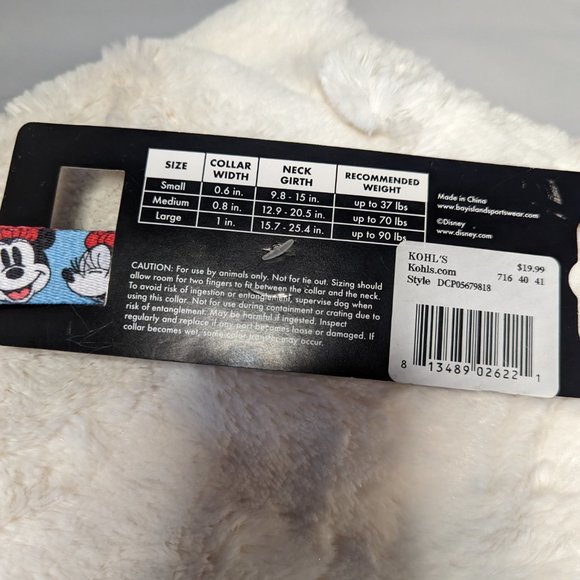 SIZE COLLAR WIDTH NECK GIRTH RECOMMENDED WEIGHT
Small 0.6 in. 9.8 - 15 in. up to 37 lbs
Medium 0.8 in. 12.9 - 20.5 in. up to 70 lbs
Large 1 in. 15.7 - 25.4 in. up to 90 lbs
Made in China
www.bayislandsportswear.com
©Disney
www.disney.com
CAUTION: For use by animals only. Not for tie out. Sizing should
allow room for two fingers to fit between the collar and the neck.
To avoid risk of ingestion or entanglement, supervise dog when
using this collar. Not for use during containment or crating due to
risk of entanglement. May be harmful if ingested. Inspect
regularly and replace if any part becomes loose or damaged. If
collar becomes wet, some color transfer may occur.
KOHL'S $19.99
Kohls.com 716 40 41
Style DCP05679818
8 13489 02622 1